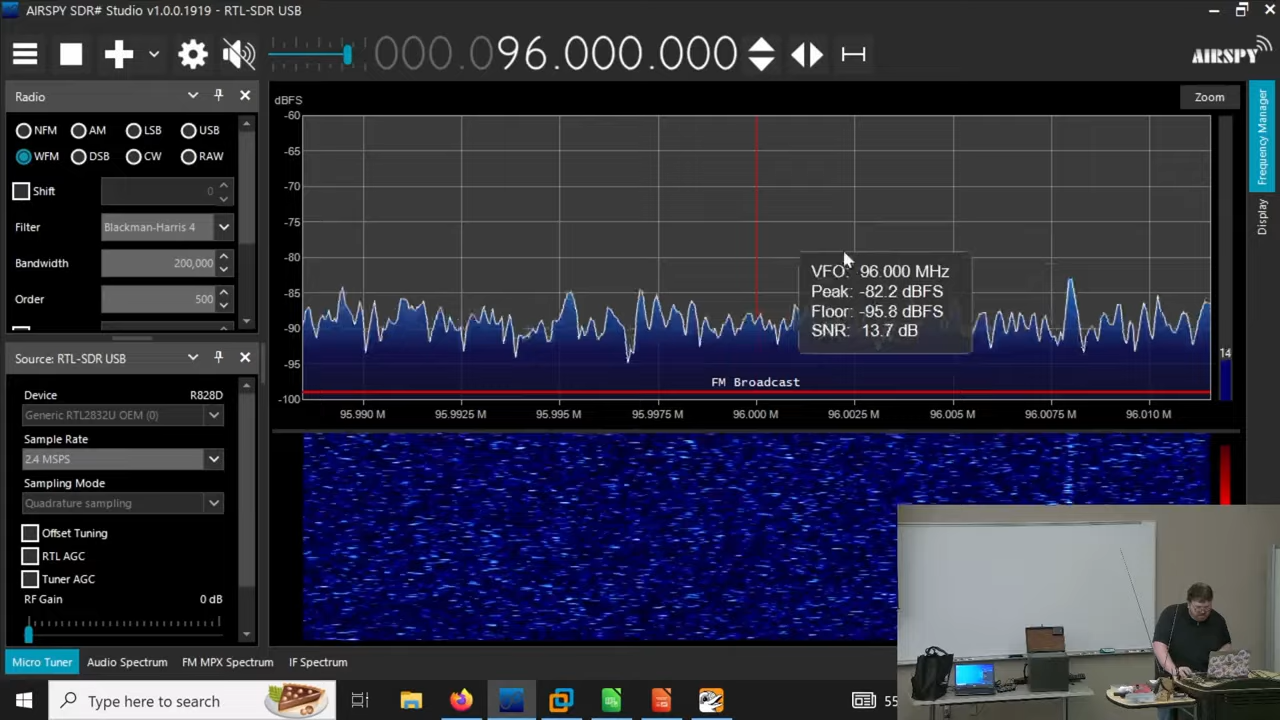 AIRSPY SDR# Studio v1.0.0.1919 - RTL-SDR USB
000.096.000.000
AIRSPY
Radio
NFM AM LSB USB
WFM DSB CW RAW
Shift 0
Filter Blackman-Harris 4
Bandwidth 200,000
Order 500
Source: RTL-SDR USB
Device R828D
Generic RTL2832U OEM (0)
Sample Rate
2.4 MSPS
Sampling Mode
Quadrature sampling
Offset Tuning
RTL AGC
Tuner AGC
RF Gain 0 dB
dBFS
Zoom
-60
-65
-70
-75
-80
-85
-90
-95
-100
VFO: 96.000 MHz
Peak: -82.2 dBFS
Floor: -95.8 dBFS
SNR: 13.7 dB
FM Broadcast
95.990 M 95.9925 M 95.995 M 95.9975 M 96.000 M 96.0025 M 96.005 M 96.0075 M 96.010 M
14
Frequency Manager
Display
Micro Tuner Audio Spectrum FM MPX Spectrum IF Spectrum
Type here to search
55